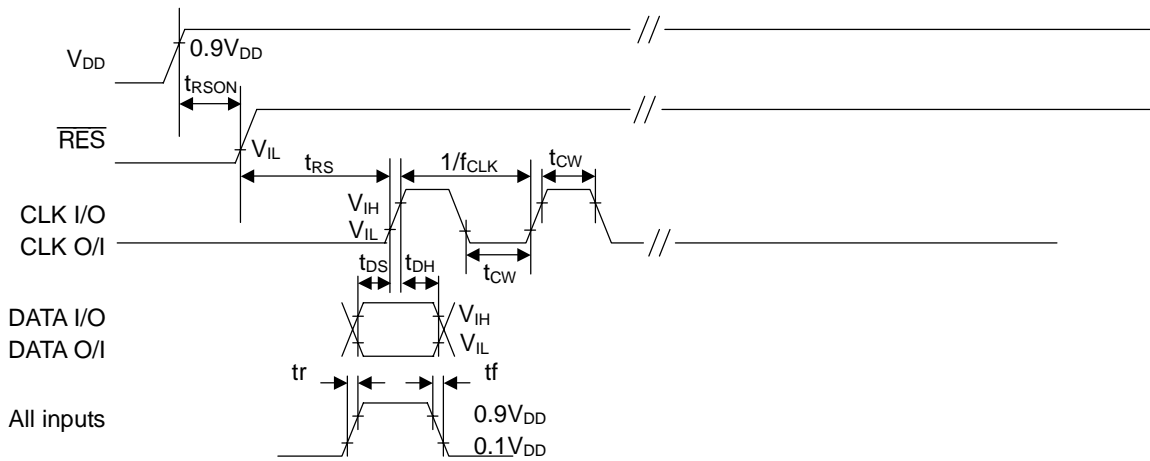 V_DD
0.9V_DD
t_RSON
RES
V_IL
t_RS
1/f_CLK
t_CW
CLK I/O
CLK O/I
V_IH
V_IL
t_DS
t_DH
t_CW
DATA I/O
DATA O/I
V_IH
V_IL
tr
tf
All inputs
0.9V_DD
0.1V_DD